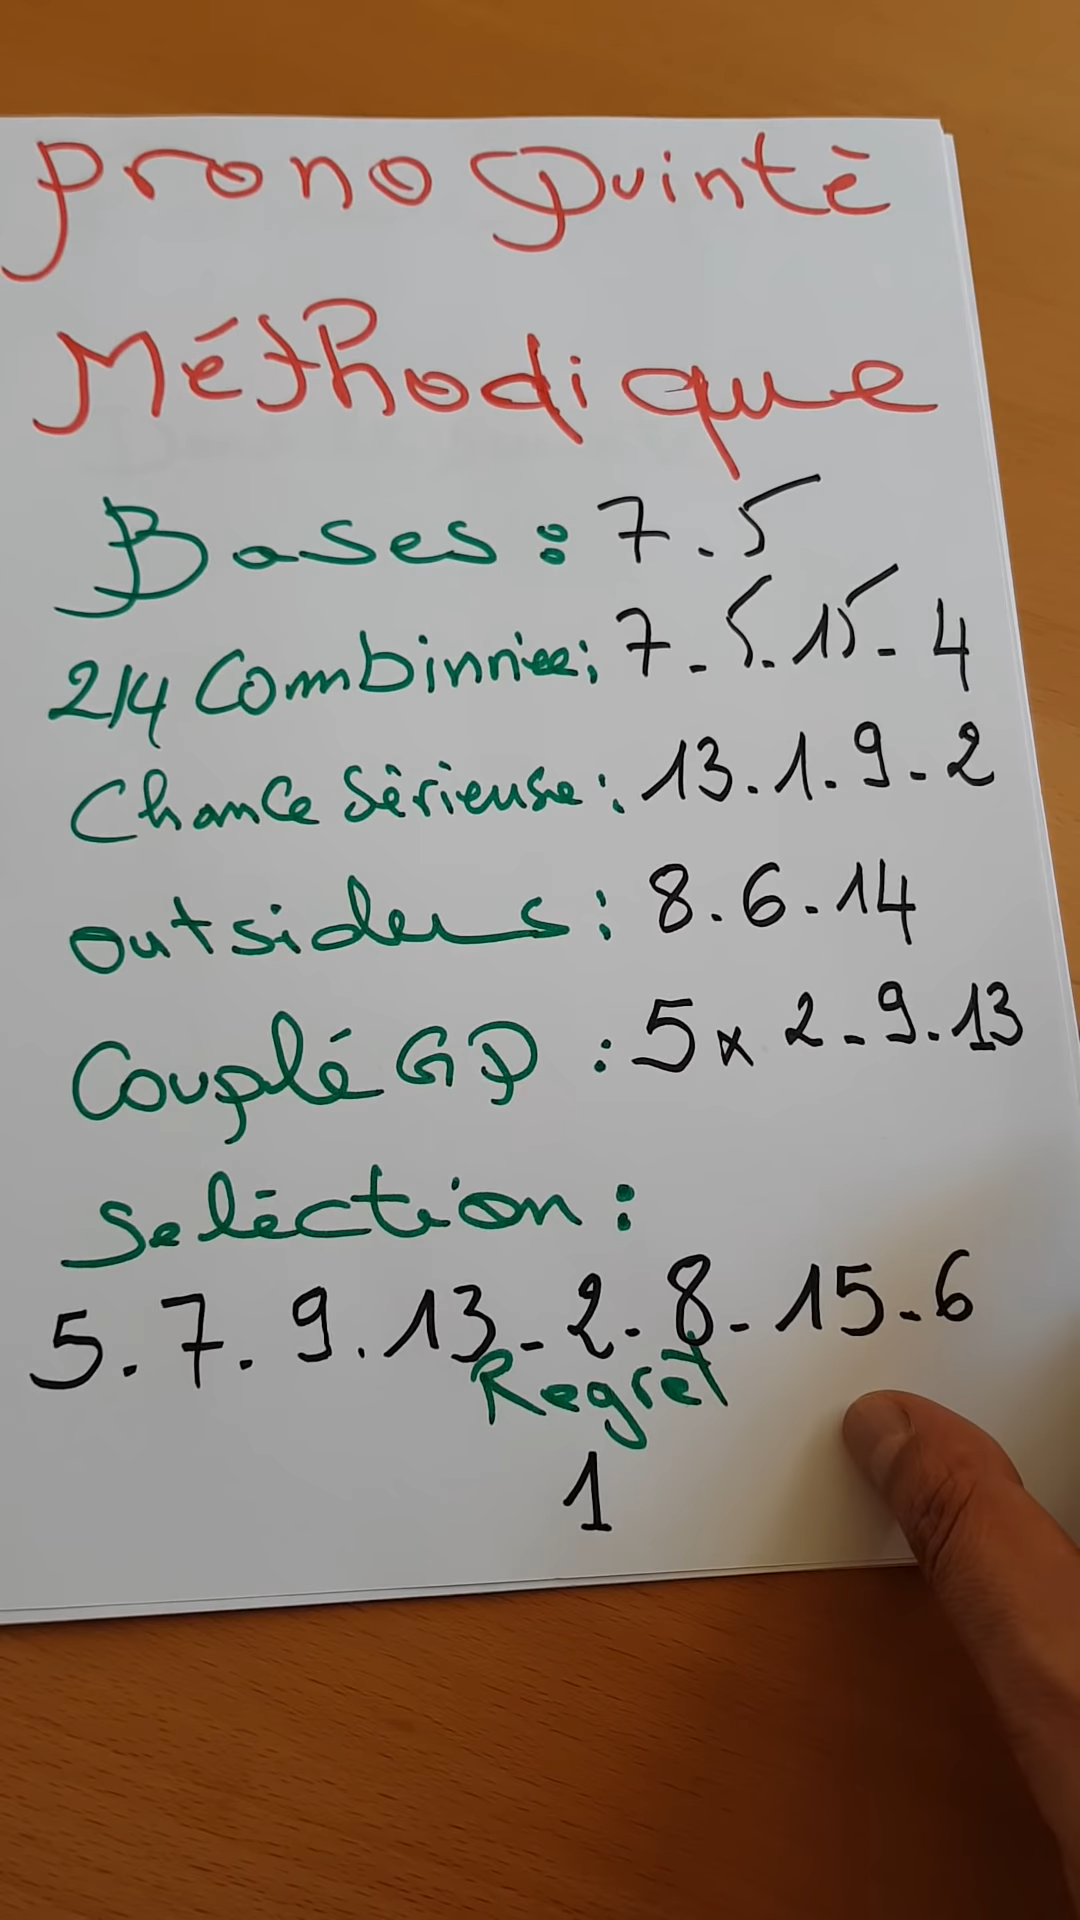 Prono Quinté
Méthodique
Bases : 7 . 5
2/4 Combinnée : 7 - 5 . 15 - 4
Chance Sérieuse : 13 . 1 . 9 - 2
outsiders : 8 . 6 . 14
Couplé GP : 5 x 2 - 9 . 13
Seléction :
5 . 7 . 9 . 13 - 2 - 8 - 15 - 6
Regret
1